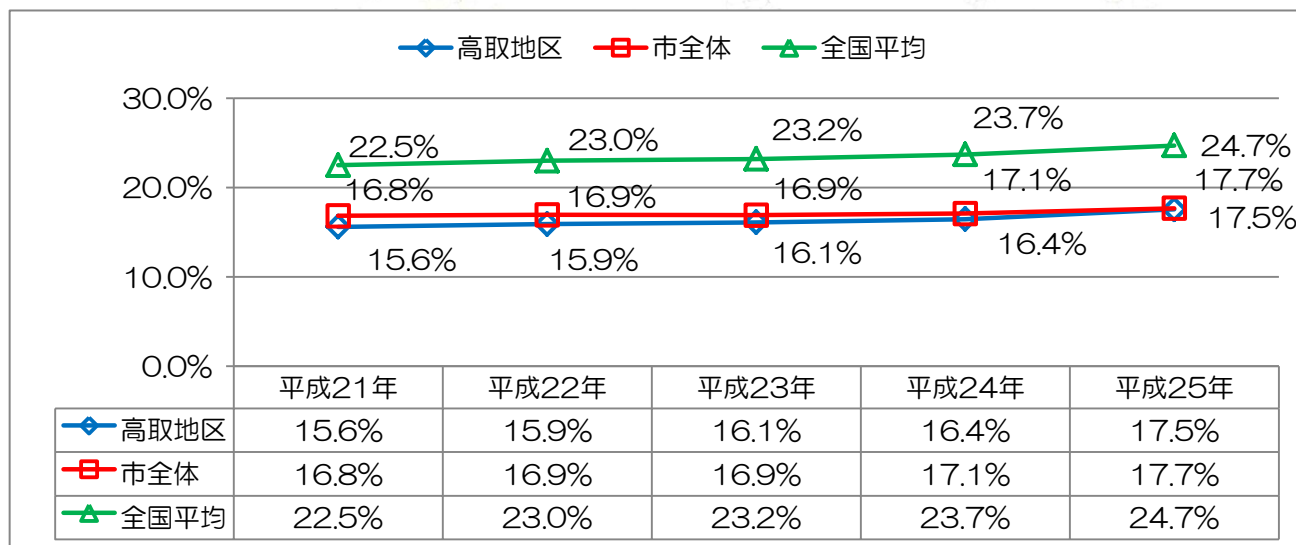 高取地区 市全体 全国平均
30.0%
20.0%
10.0%
0.0%
22.5% 23.0% 23.2% 23.7% 24.7%
16.8% 16.9% 16.9% 17.1% 17.7%
15.6% 15.9% 16.1% 16.4% 17.5%
平成21年 平成22年 平成23年 平成24年 平成25年
高取地区 15.6% 15.9% 16.1% 16.4% 17.5%
市全体 16.8% 16.9% 16.9% 17.1% 17.7%
全国平均 22.5% 23.0% 23.2% 23.7% 24.7%